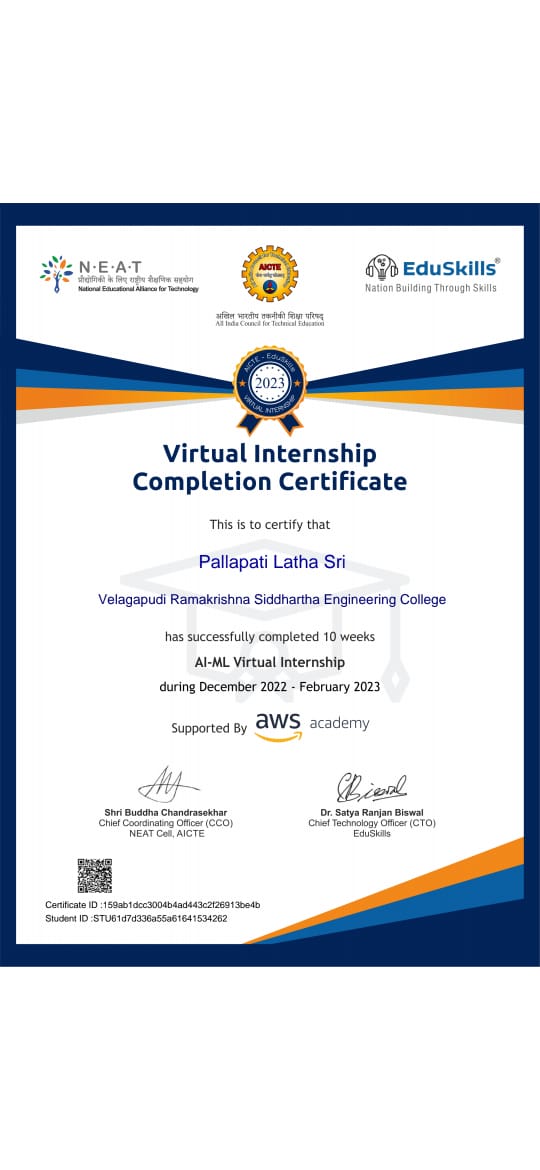 N·E·A·T
प्रौद्योगिकी के लिए राष्ट्रीय शैक्षणिक सहयोग
National Educational Alliance for Technology
AICTE
अखिल भारतीय तकनीकी शिक्षा परिषद्
All India Council for Technical Education
EduSkills®
Nation Building Through Skills
AICTE - EduSkills
2023
VIRTUAL INTERNSHIP
Virtual Internship
Completion Certificate
This is to certify that
Pallapati Latha Sri
Velagapudi Ramakrishna Siddhartha Engineering College
has successfully completed 10 weeks
AI-ML Virtual Internship
during December 2022 - February 2023
Supported By aws academy
Shri Buddha Chandrasekhar
Chief Coordinating Officer (CCO)
NEAT Cell, AICTE
Biswal
Dr. Satya Ranjan Biswal
Chief Technology Officer (CTO)
EduSkills
Certificate ID :159ab1dcc3004b4ad443c2f26913be4b
Student ID :STU61d7d336a55a61641534262